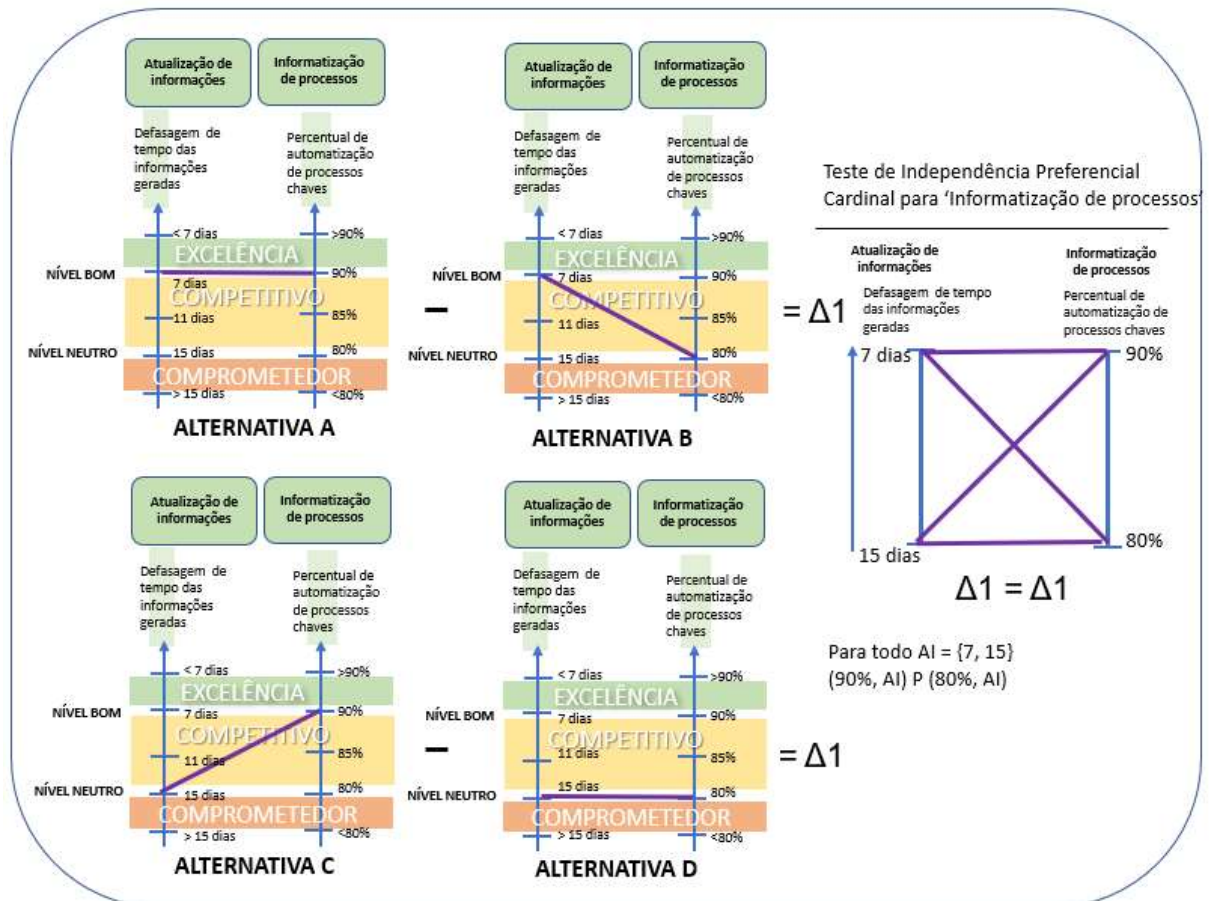 Atualização de
informações
Informatização
de processos
Defasagem de
tempo das
informações
geradas
Percentual de
automatização
de processos
chaves
< 7 dias
>90%
EXCELÊNCIA
NÍVEL BOM
7 dias
90%
COMPETITIVO
11 dias
85%
NÍVEL NEUTRO
15 dias
80%
COMPROMETEDOR
> 15 dias
<80%
ALTERNATIVA A
–
Atualização de
informações
Informatização
de processos
Defasagem de
tempo das
informações
geradas
Percentual de
automatização
de processos
chaves
< 7 dias
>90%
EXCELÊNCIA
NÍVEL BOM
7 dias
90%
COMPETITIVO
11 dias
85%
NÍVEL NEUTRO
15 dias
80%
COMPROMETEDOR
> 15 dias
<80%
ALTERNATIVA B
= Δ1
Atualização de
informações
Informatização
de processos
Defasagem de
tempo das
informações
geradas
Percentual de
automatização
de processos
chaves
< 7 dias
>90%
EXCELÊNCIA
NÍVEL BOM
7 dias
90%
COMPETITIVO
11 dias
85%
NÍVEL NEUTRO
15 dias
80%
COMPROMETEDOR
> 15 dias
<80%
ALTERNATIVA C
–
Atualização de
informações
Informatização
de processos
Defasagem de
tempo das
informações
geradas
Percentual de
automatização
de processos
chaves
< 7 dias
>90%
EXCELÊNCIA
NÍVEL BOM
7 dias
90%
COMPETITIVO
11 dias
85%
15 dias
NÍVEL NEUTRO
80%
COMPROMETEDOR
> 15 dias
<80%
ALTERNATIVA D
= Δ1
Teste de Independência Preferencial
Cardinal para 'Informatização de processos'
Atualização de
informações
Informatização
de processos
Defasagem de tempo
das informações
geradas
Percentual de
automatização de
processos chaves
7 dias
90%
15 dias
80%
Δ1 = Δ1
Para todo AI = {7, 15}
(90%, AI) P (80%, AI)